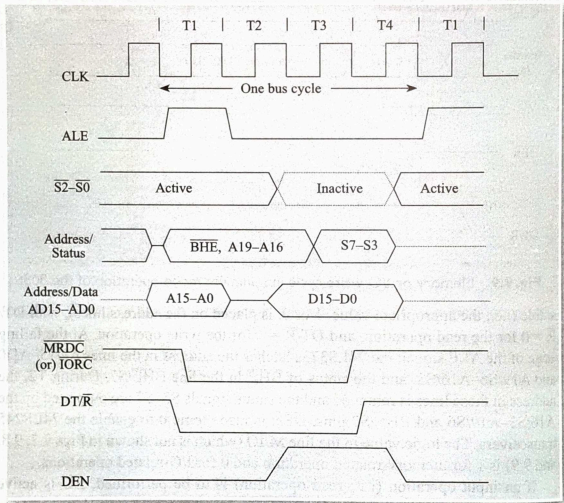 T1 T2 T3 T4 T1
CLK
One bus cycle
ALE
S2–S0 Active Inactive Active
Address/
Status
BHE, A19–A16 S7–S3
Address/Data
AD15–AD0
A15–A0 D15–D0
MRDC
(or) IORC
DT/R
DEN